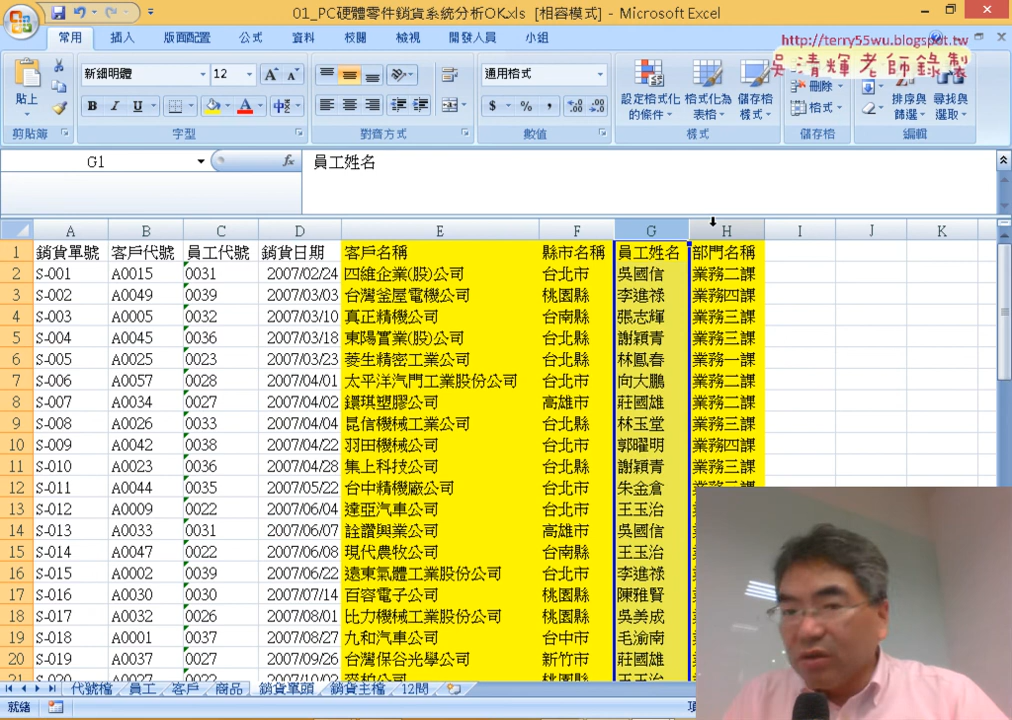 01_PC硬體零件銷貨系統分析OK.xls [相容模式] - Microsoft Excel
常用 插入 版面配置 公式 資料 校閱 檢視 開發人員 小組
http://terry55wu.blogspot.tw
吳清輝老師錄製
貼上 新細明體 12 通用格式 設定格式化的條件 格式化為表格 儲存格樣式 刪除 格式 排序與篩選 尋找與選取
剪貼簿 字型 對齊方式 數值 樣式 儲存格 編輯
G1 fx 員工姓名
A B C D E F G H I J K
1 銷貨單號 客戶代號 員工代號 銷貨日期 客戶名稱 縣市名稱 員工姓名 部門名稱
2 S-001 A0015 0031 2007/02/24 四維企業(股)公司 台北市 吳國信 業務二課
3 S-002 A0049 0039 2007/03/03 台灣釜屋電機公司 桃園縣 李進祿 業務四課
4 S-003 A0005 0032 2007/03/10 真正精機公司 台南縣 張志輝 業務三課
5 S-004 A0045 0036 2007/03/18 東陽實業(股)公司 台北縣 謝穎青 業務三課
6 S-005 A0025 0023 2007/03/23 菱生精密工業公司 台北縣 林鳳春 業務一課
7 S-006 A0057 0028 2007/04/01 太平洋汽門工業股份公司 台北市 向大鵬 業務二課
8 S-007 A0034 0027 2007/04/02 鐶琪塑膠公司 高雄市 莊國雄 業務二課
9 S-008 A0026 0033 2007/04/04 昆信機械工業公司 台北縣 林玉堂 業務三課
10 S-009 A0042 0038 2007/04/22 羽田機械公司 台北市 郭曜明 業務四課
11 S-010 A0023 0036 2007/04/28 集上科技公司 台北縣 謝穎青 業務三課
12 S-011 A0044 0035 2007/05/22 台中精機廠公司 台北市 朱金倉 業務三課
13 S-012 A0009 0022 2007/06/04 達亞汽車公司 台北市 王玉治
14 S-013 A0033 0031 2007/06/07 詮讚興業公司 高雄市 吳國信
15 S-014 A0047 0022 2007/06/08 現代農牧公司 台南縣 王玉治
16 S-015 A0002 0039 2007/06/22 遠東氣體工業股份公司 台北市 李進祿
17 S-016 A0030 0030 2007/07/14 百容電子公司 桃園縣 陳雅賢
18 S-017 A0032 0026 2007/08/01 比力機械工業公司 桃園縣 吳美成
19 S-018 A0001 0037 2007/08/27 九和汽車公司 台中市 毛渝南
20 S-019 A0037 0027 2007/09/26 台灣保谷光學公司 新竹市 莊國雄
代號檔 員工 客戶 商品 銷貨單頭 銷貨主檔 12問
就緒